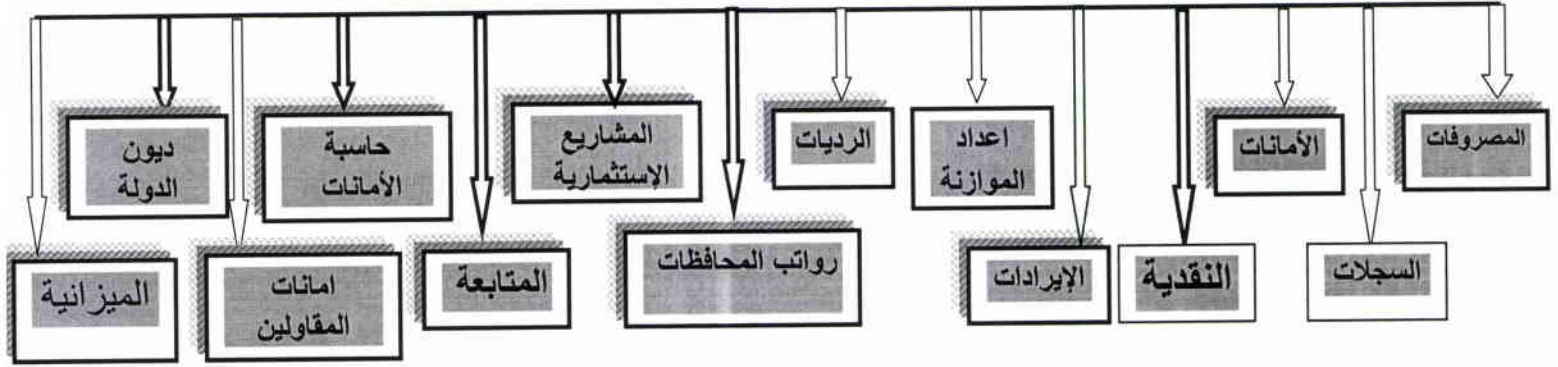 المصروفات
الأمانات
اعداد
الموازنة
الرديات
المشاريع
الإستثمارية
حاسبة
الأمانات
ديون
الدولة
السجلات
النقدية
الإيرادات
رواتب المحافظات
المتابعة
امانات
المقاولين
الميزانية